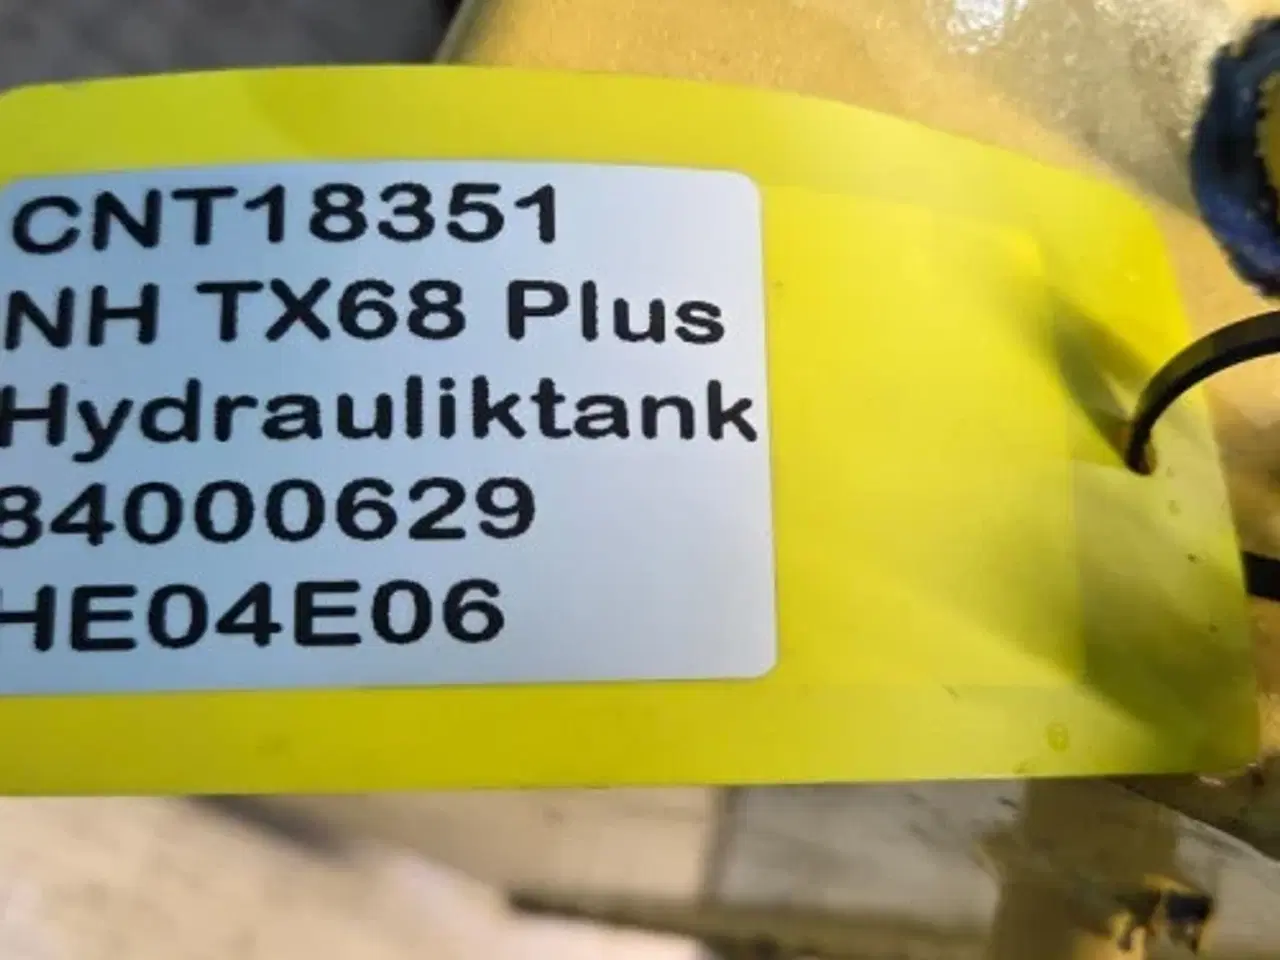 CNT18351
NH TX68 Plus
Hydrauliktank
84000629
HE04E06